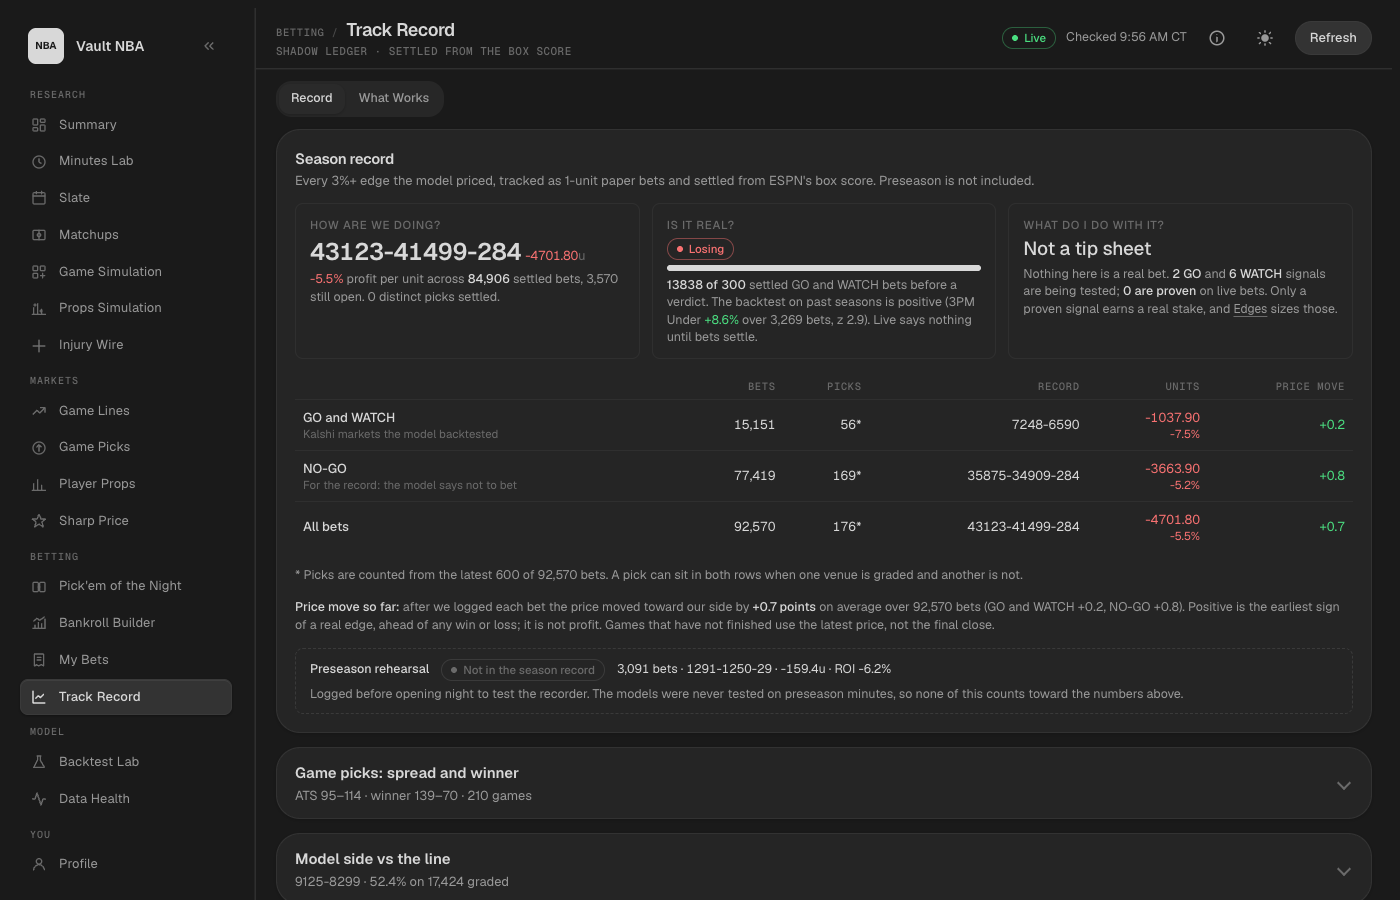 NBA
Vault NBA
RESEARCH
Summary
Minutes Lab
Slate
Matchups
Game Simulation
Props Simulation
Injury Wire
MARKETS
Game Lines
Game Picks
Player Props
Sharp Price
BETTING
Pick'em of the Night
Bankroll Builder
My Bets
Track Record
MODEL
Backtest Lab
Data Health
YOU
Profile
BETTING / Track Record
SHADOW LEDGER · SETTLED FROM THE BOX SCORE
Live
Checked 9:56 AM CT
Refresh
Record
What Works
Season record
Every 3%+ edge the model priced, tracked as 1-unit paper bets and settled from ESPN's box score. Preseason is not included.
HOW ARE WE DOING?
43123-41499-284 -4701.80u
-5.5% profit per unit across 84,906 settled bets, 3,570
still open. 0 distinct picks settled.
IS IT REAL?
Losing
13838 of 300 settled GO and WATCH bets before a
verdict. The backtest on past seasons is positive (3PM
Under +8.6% over 3,269 bets, z 2.9). Live says nothing
until bets settle.
WHAT DO I DO WITH IT?
Not a tip sheet
Nothing here is a real bet. 2 GO and 6 WATCH signals
are being tested; 0 are proven on live bets. Only a
proven signal earns a real stake, and Edges sizes those.
BETS PICKS RECORD UNITS PRICE MOVE
GO and WATCH 15,151 56* 7248-6590 -1037.90 +0.2
Kalshi markets the model backtested -7.5%
NO-GO 77,419 169* 35875-34909-284 -3663.90 +0.8
For the record: the model says not to bet -5.2%
All bets 92,570 176* 43123-41499-284 -4701.80 +0.7
-5.5%
* Picks are counted from the latest 600 of 92,570 bets. A pick can sit in both rows when one venue is graded and another is not.
Price move so far: after we logged each bet the price moved toward our side by +0.7 points on average over 92,570 bets (GO and WATCH +0.2, NO-GO +0.8). Positive is the earliest sign
of a real edge, ahead of any win or loss; it is not profit. Games that have not finished use the latest price, not the final close.
Preseason rehearsal Not in the season record 3,091 bets · 1291-1250-29 · -159.4u · ROI -6.2%
Logged before opening night to test the recorder. The models were never tested on preseason minutes, so none of this counts toward the numbers above.
Game picks: spread and winner
ATS 95–114 · winner 139–70 · 210 games
Model side vs the line
9125-8299 · 52.4% on 17,424 graded